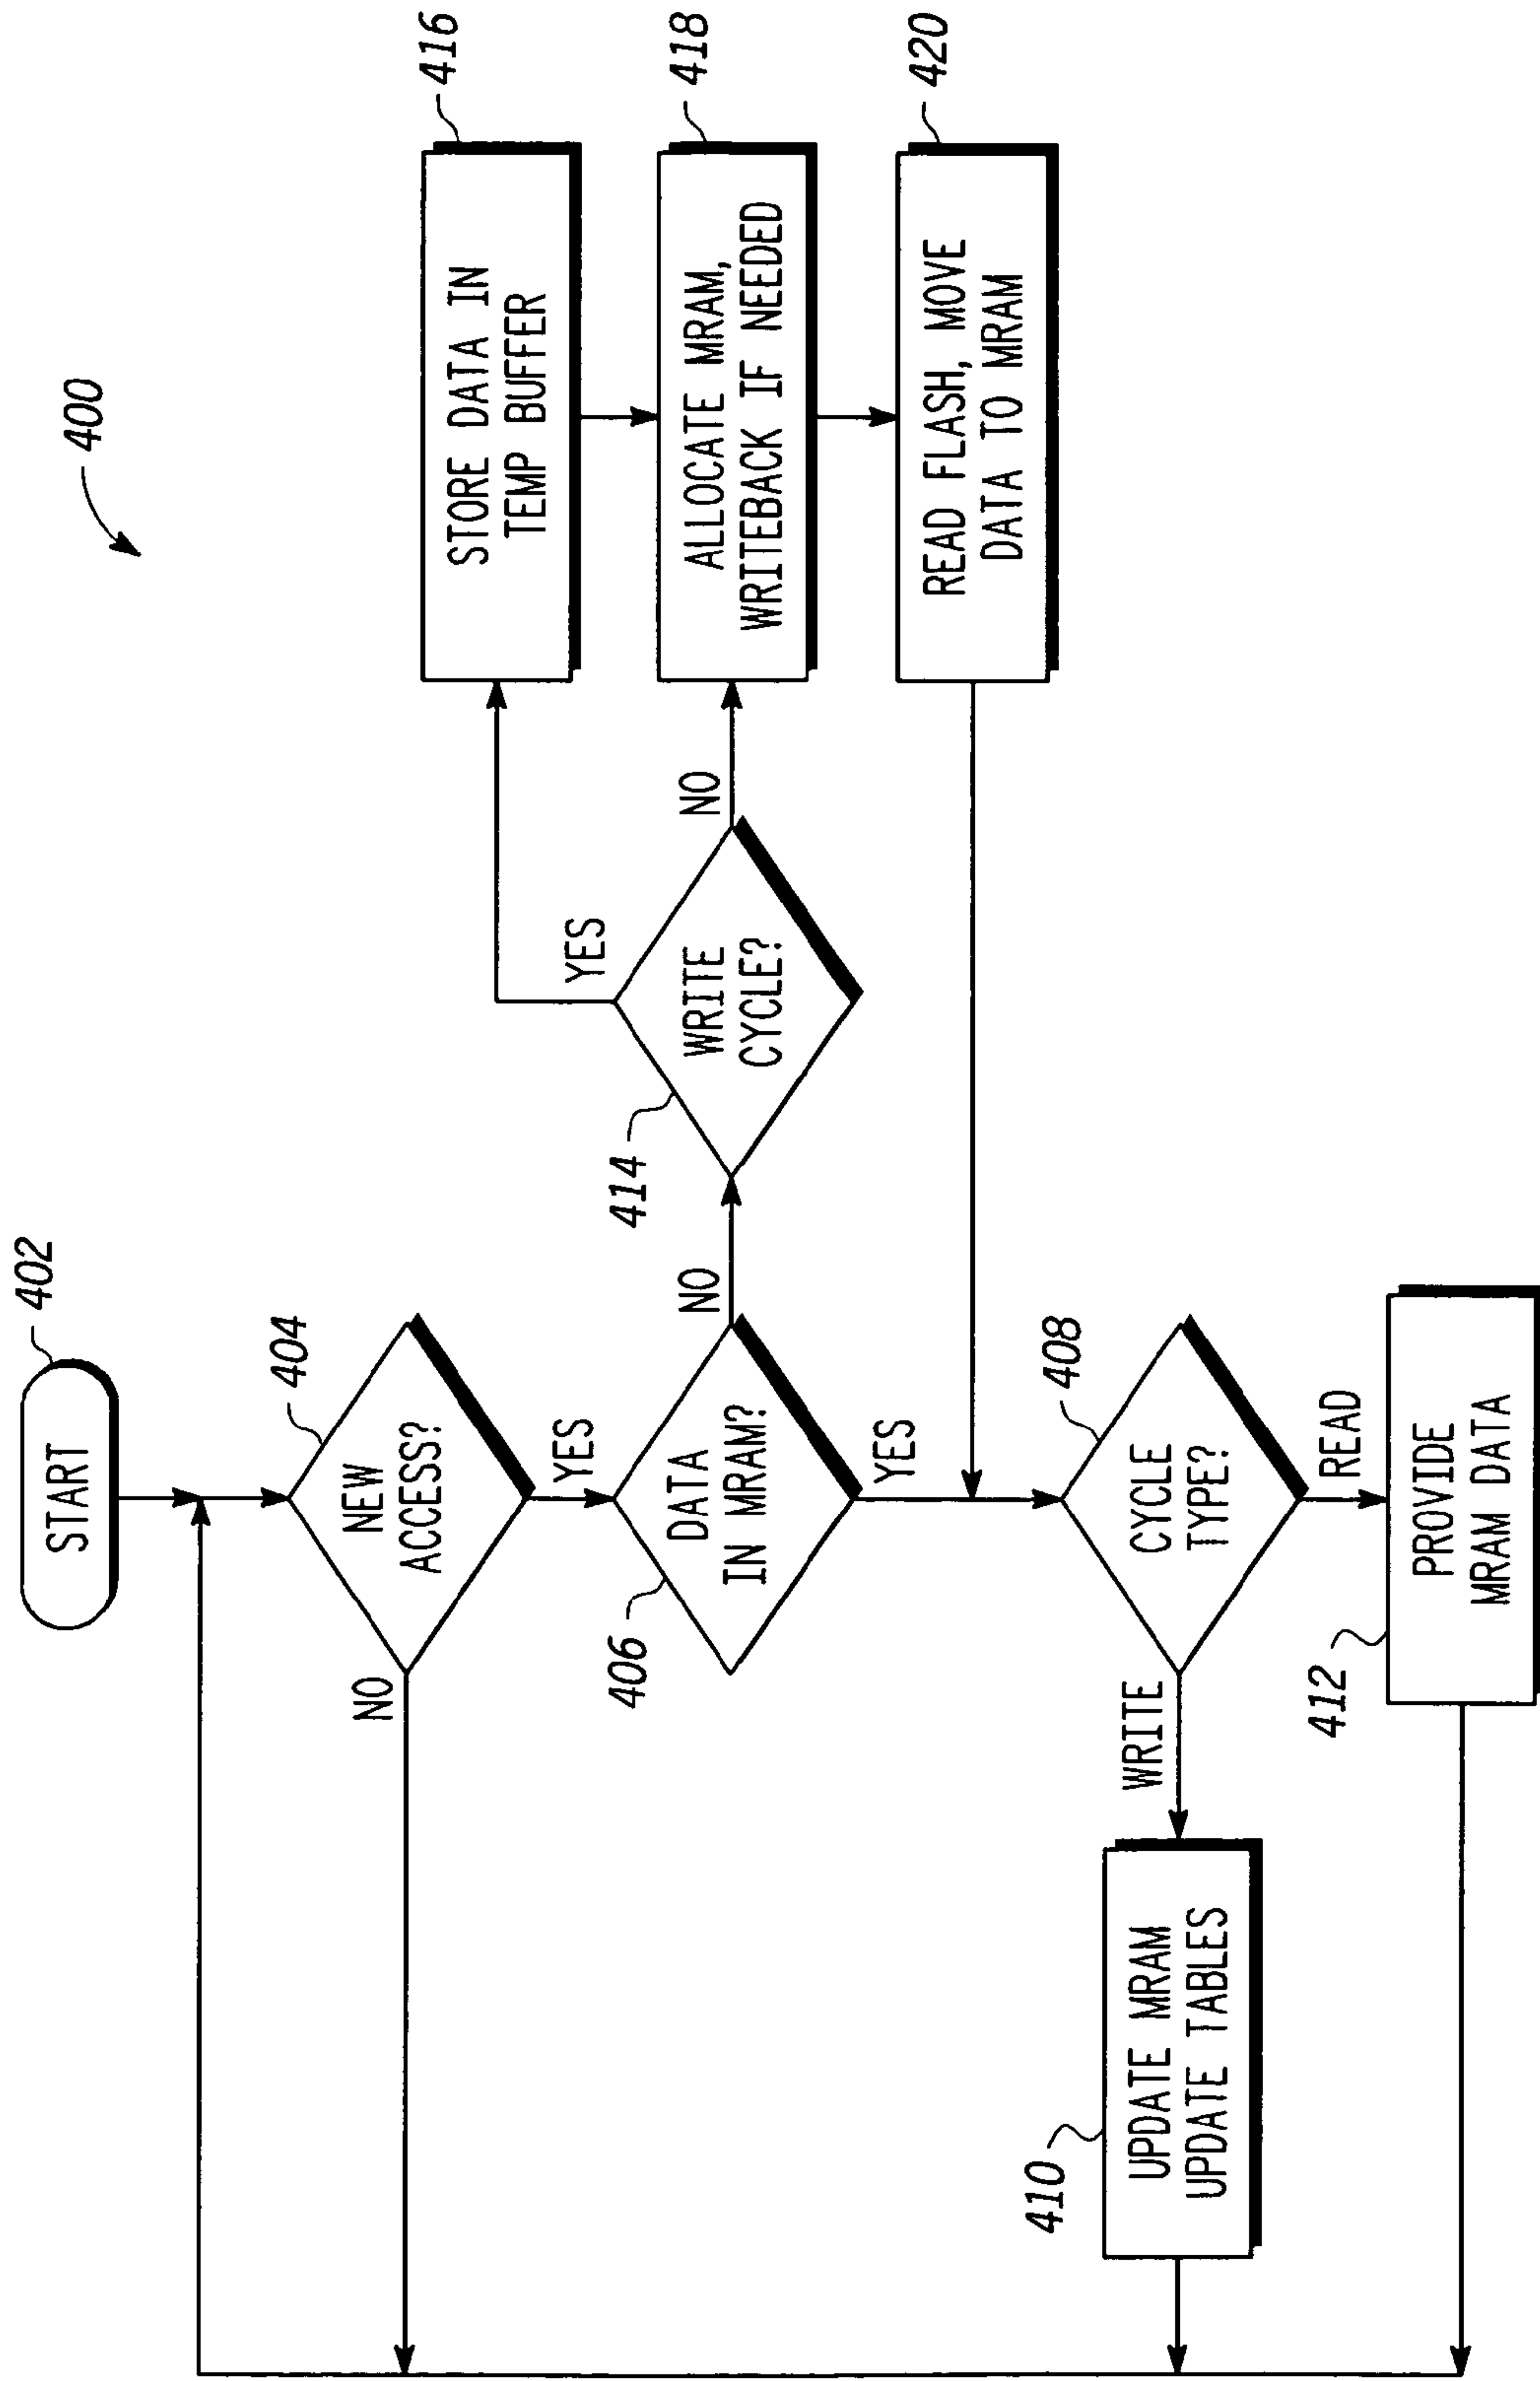 400
402
START
404
NEW
ACCESS?
NO
YES
406
DATA
IN MRAM?
NO
YES
414
WRITE
CYCLE?
YES
NO
416
STORE DATA IN
TEMP BUFFER
418
ALLOCATE MRAM,
WRITEBACK IF NEEDED
420
READ FLASH, MOVE
DATA TO MRAM
408
CYCLE
TYPE?
WRITE
READ
410
UPDATE MRAM
UPDATE TABLES
412
PROVIDE
MRAM DATA